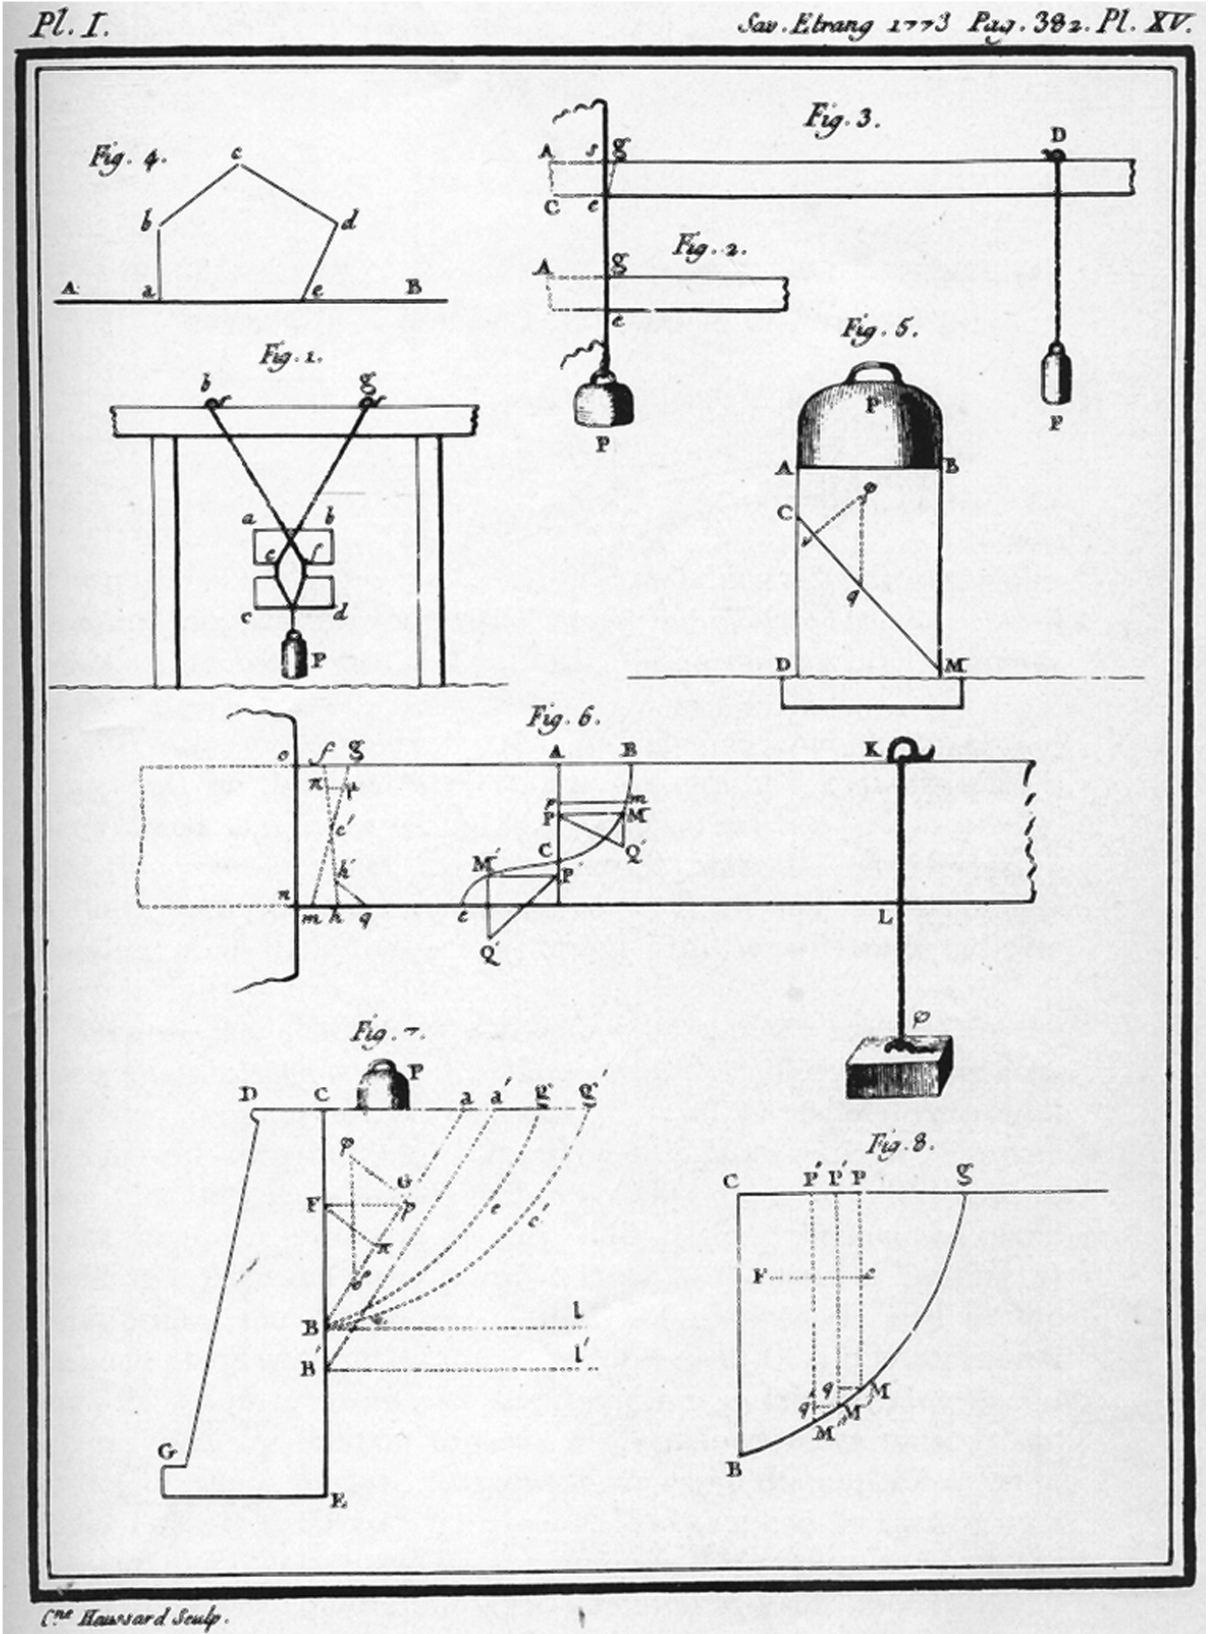 Pl. I.
Sav. Etrang 1773 Pag. 382. Pl. XV.
Fig. 4.
c
b
d
A
a
e
B
Fig. 3.
A
s
g
D
C
e
P
Fig. 2.
A
g
e
P
Fig. 1.
b
g
a
b
e
f
c
d
P
Fig. 5.
P
A
B
C
φ
q
D
M
Fig. 6.
o
f
g
A
B
K
π
μ
m
P
M
e'
C
Q'
M'
h'
P
n
m
h
q
e
L
Q'
φ
Fig. 7.
P
D
C
a
a'
g
g'
φ
G
F
P
e
e'
π
B
l
B
l'
G
E
Fig. 8.
C
P"
P'
P
g
F
q
M
q'
M'
M"
B
Cne Haussard Sculp.